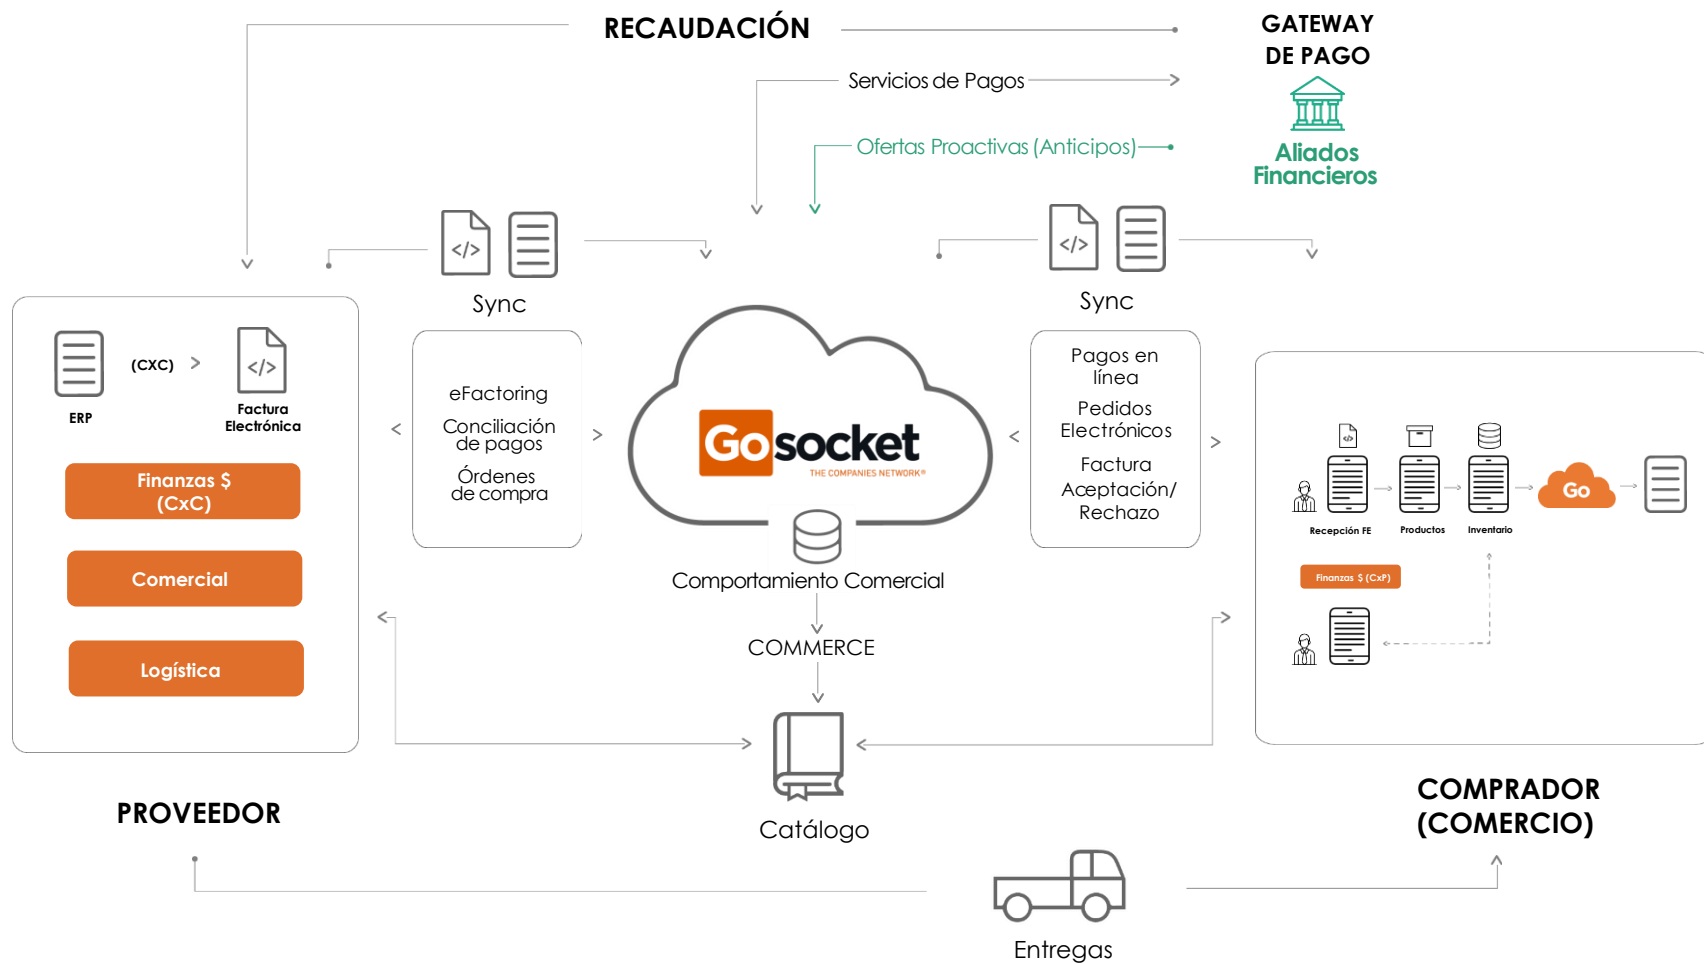 RECAUDACIÓN
GATEWAY
DE PAGO
Servicios de Pagos
Ofertas Proactivas (Anticipos)
Aliados
Financieros
</>
Sync
</>
Sync
ERP
(CXC) >
</>
Factura
Electrónica
Finanzas $
(CxC)
Comercial
Logística
PROVEEDOR
eFactoring
Conciliación
de pagos
Órdenes
de compra
Gosocket
THE COMPANIES NETWORK®
Comportamiento Comercial
COMMERCE
Catálogo
Pagos en
línea
Pedidos
Electrónicos
Factura
Aceptación/
Rechazo
</>
Go
Recepción FE
Productos
Inventario
Finanzas $ (CxP)
COMPRADOR
(COMERCIO)
Entregas